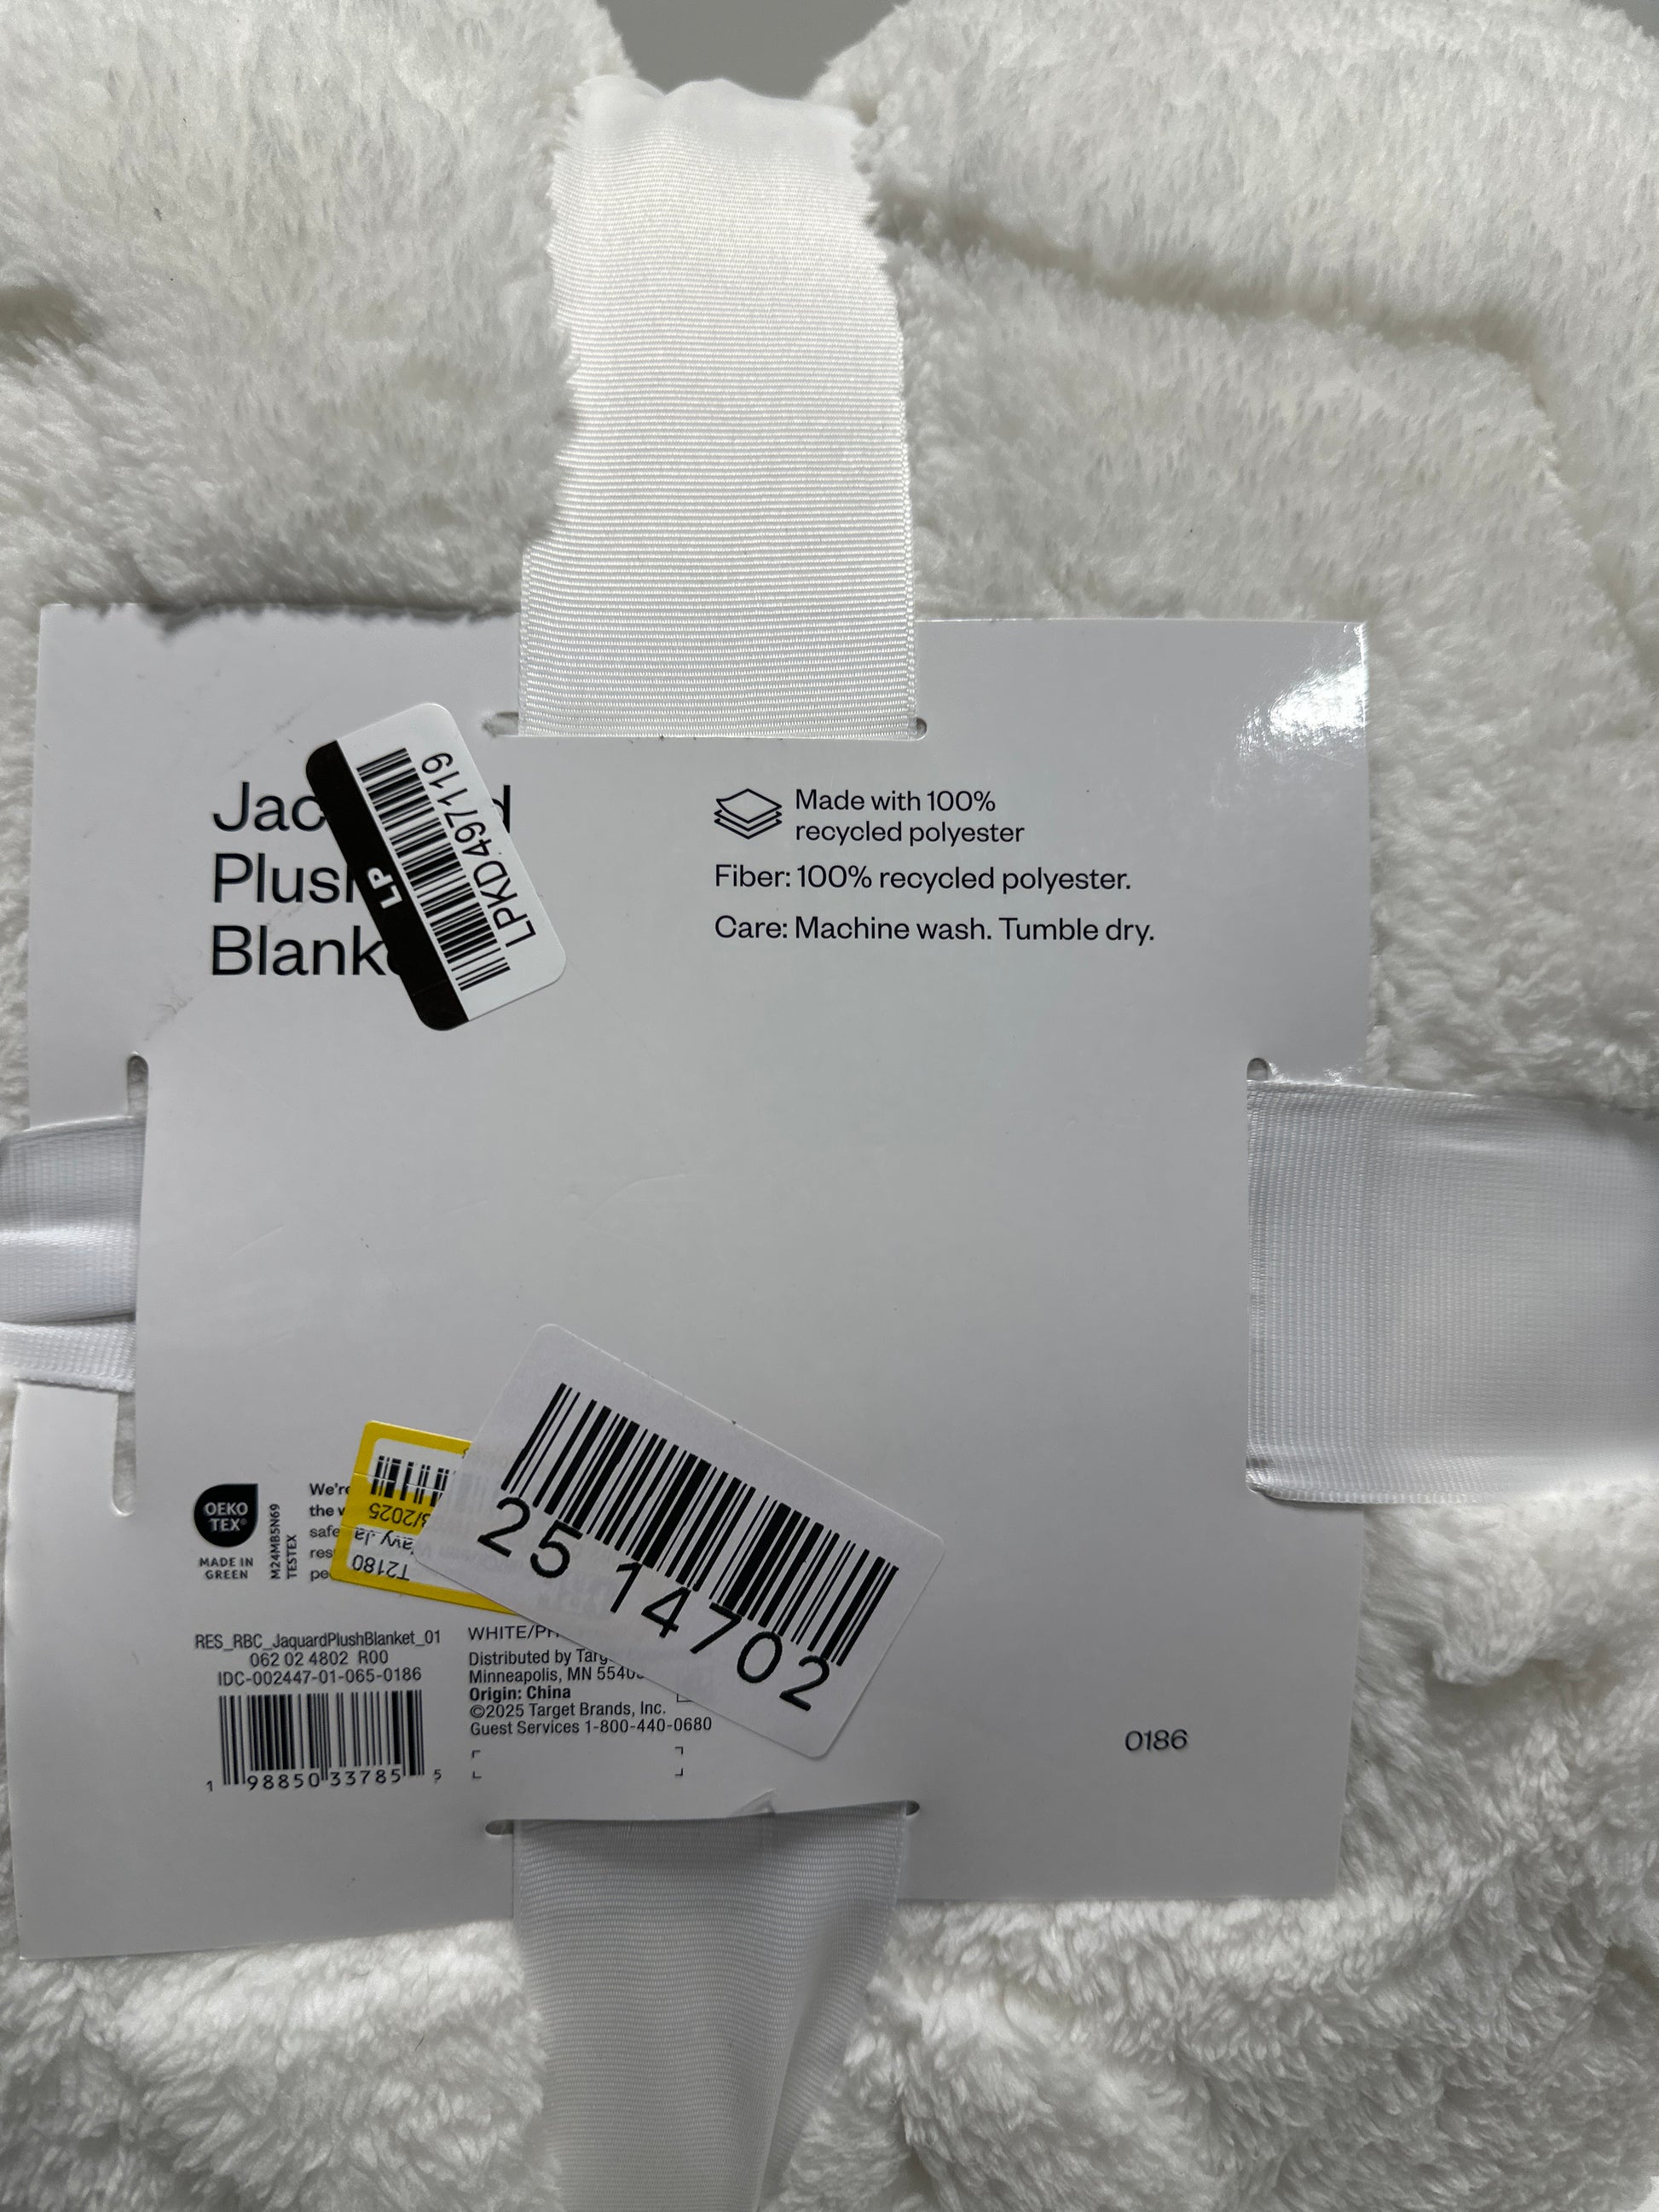 Jac d
Plus
Blank
LP
LPKD497119
Made with 100%
recycled polyester
Fiber: 100% recycled polyester.
Care: Machine wash. Tumble dry.
OEKO
TEX®
MADE IN
GREEN
M24MB5N69
TESTEX
We're
the
safe
res
pe
/2025
avy Ja
T2180
25 14702
RES_RBC_JaquardPlushBlanket_01
062 02 4802 R00
IDC-002447-01-065-0186
1 98850 33785 5
WHITE/
Distributed by Targ
Minneapolis, MN 5540
Origin: China
©2025 Target Brands, Inc.
Guest Services 1-800-440-0680
0186